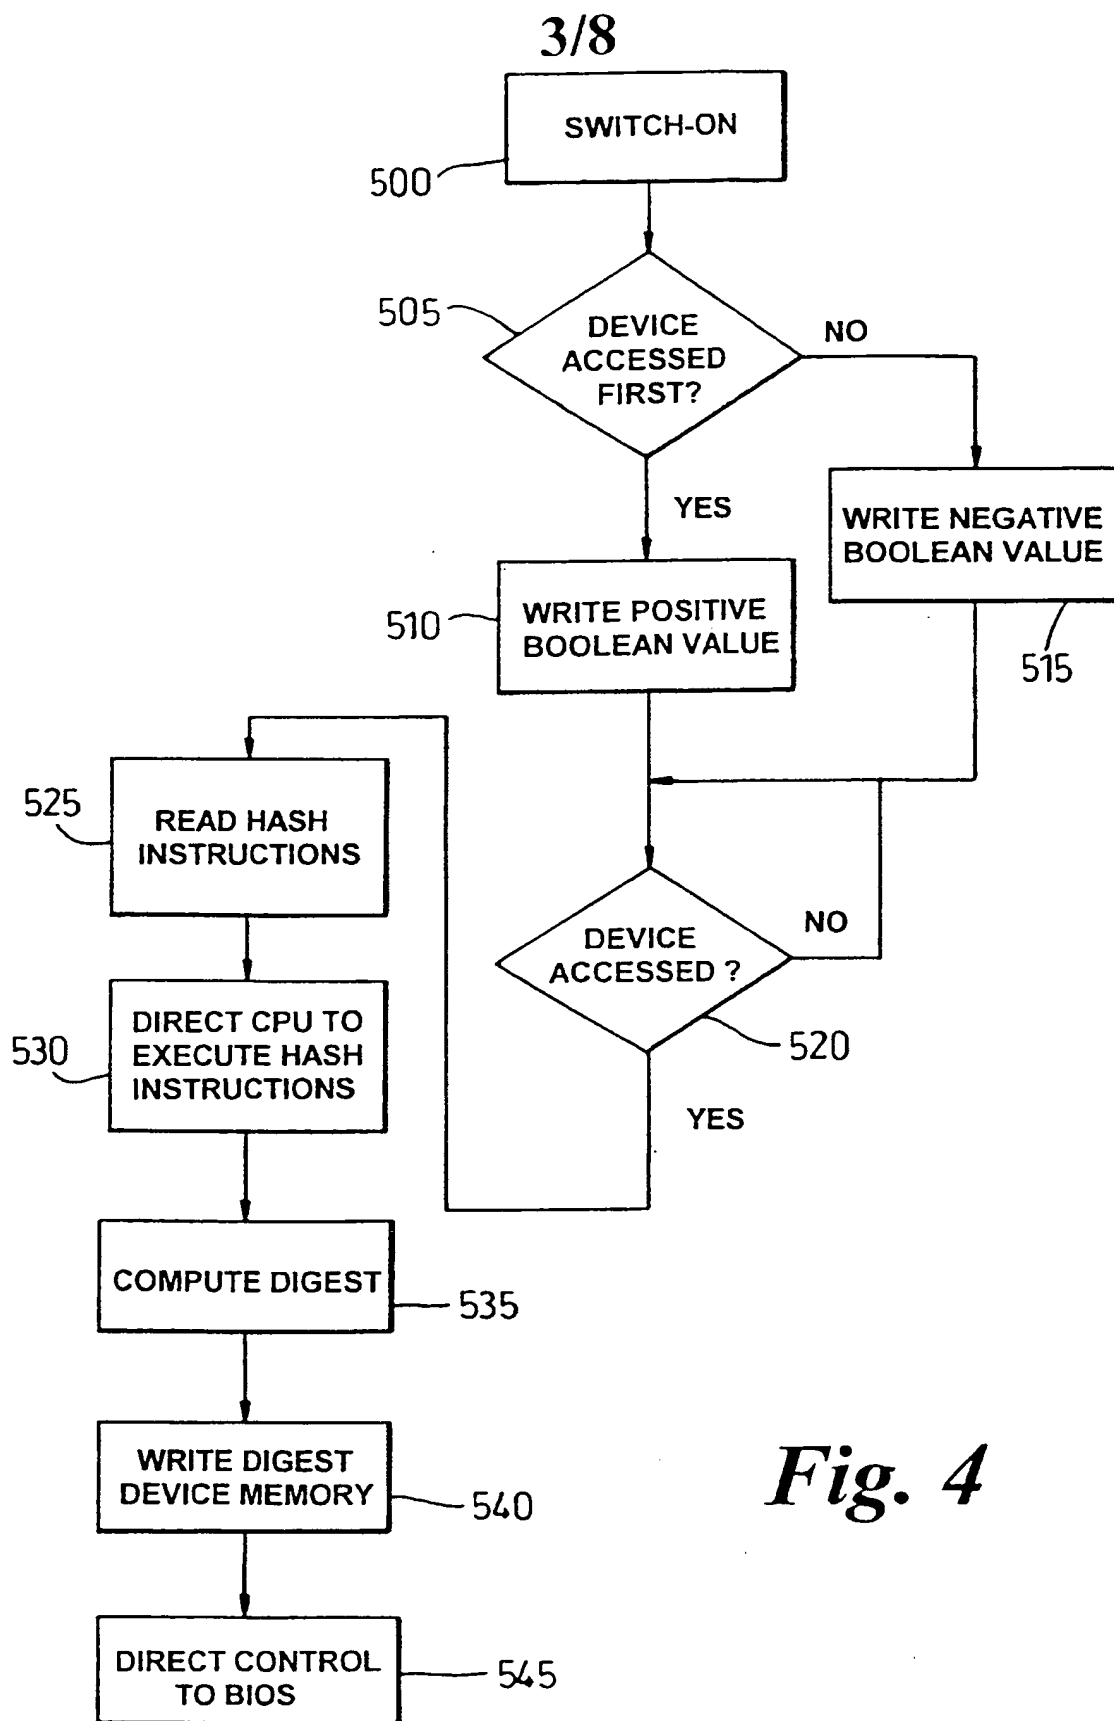 3/8
SWITCH-ON
500
505
DEVICE
ACCESSED
FIRST?
NO
YES
WRITE NEGATIVE
BOOLEAN VALUE
515
510
WRITE POSITIVE
BOOLEAN VALUE
525
READ HASH
INSTRUCTIONS
DEVICE
ACCESSED ?
NO
520
YES
530
DIRECT CPU TO
EXECUTE HASH
INSTRUCTIONS
COMPUTE DIGEST
535
WRITE DIGEST
DEVICE MEMORY
540
DIRECT CONTROL
TO BIOS
545
Fig. 4